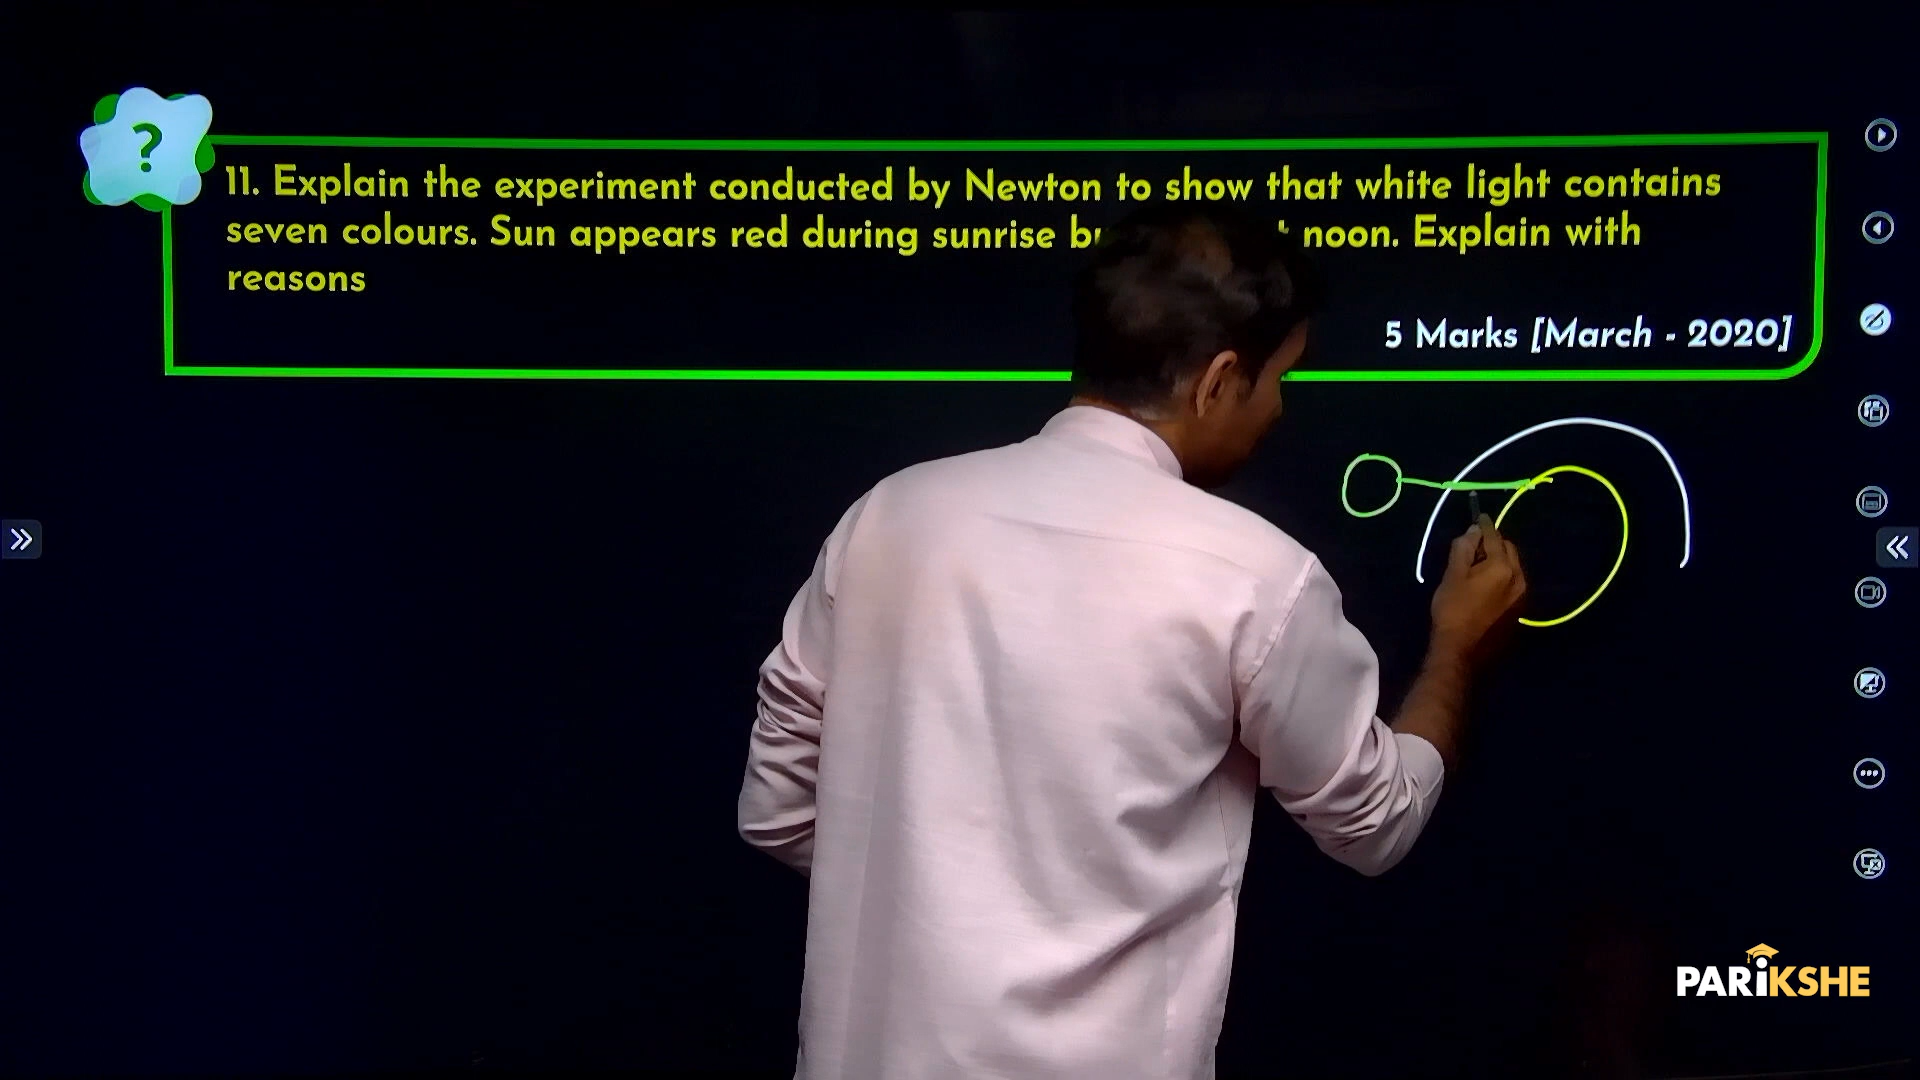 ?
11. Explain the experiment conducted by Newton to show that white light contains
seven colours. Sun appears red during sunrise noon. Explain with
reasons
5 Marks [March - 2020]
PARiKSHE